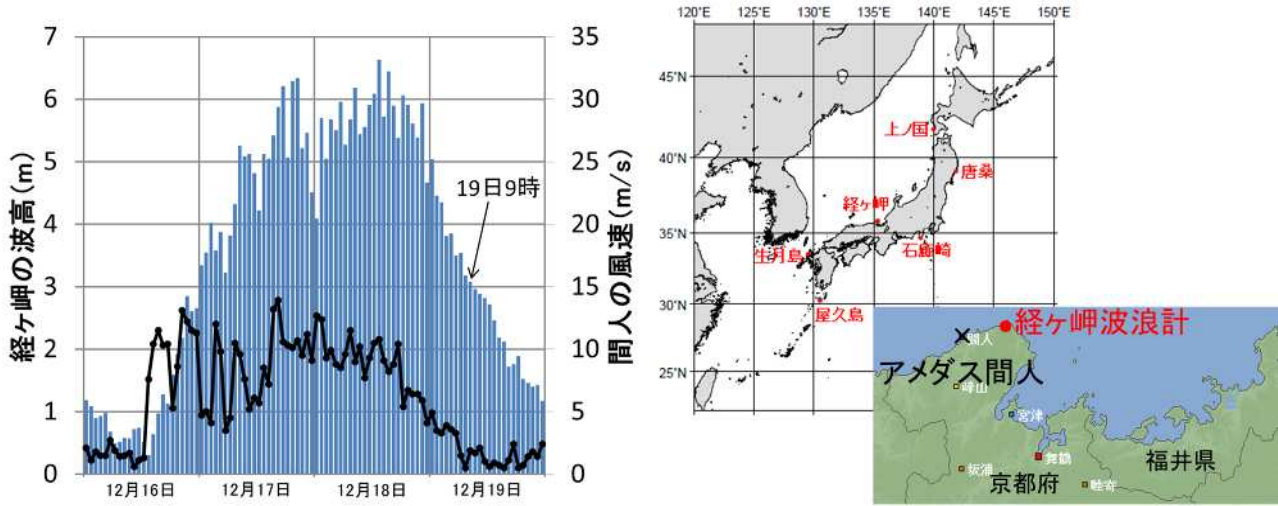 7
6
5
4
3
2
1
0
経ヶ岬の波高(m)
35
30
25
20
15
10
5
0
間人の風速(m/s)
19日9時
12月16日
12月17日
12月18日
12月19日
120°E
125°E
130°E
135°E
140°E
145°E
150°E
45°N
40°N
35°N
30°N
25°N
上ノ国
唐桑
経ヶ岬
石廊崎
生月島
屋久島
経ヶ岬波浪計
間人
アメダス間人
峰山
宮津
舞鶴
福井県
京都府